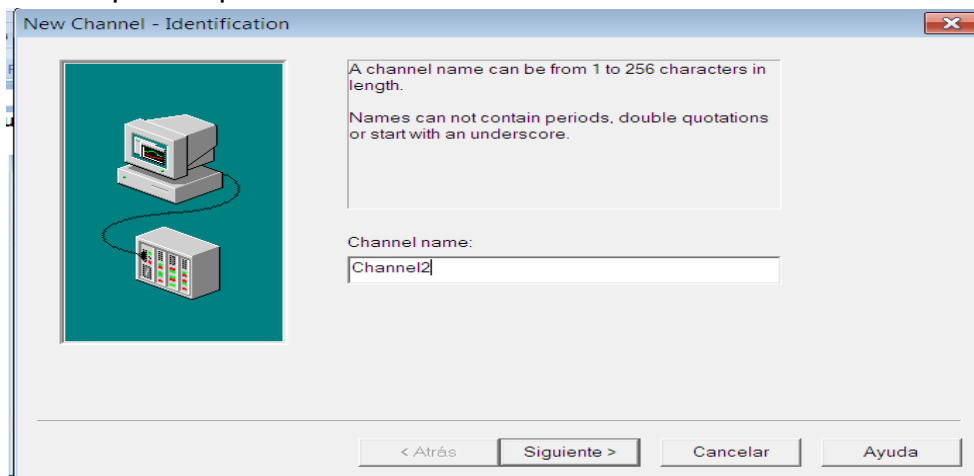 New Channel - Identification
A channel name can be from 1 to 256 characters in
length.
Names can not contain periods, double quotations
or start with an underscore.
Channel name:
Channel2
< Atrás
Siguiente >
Cancelar
Ayuda